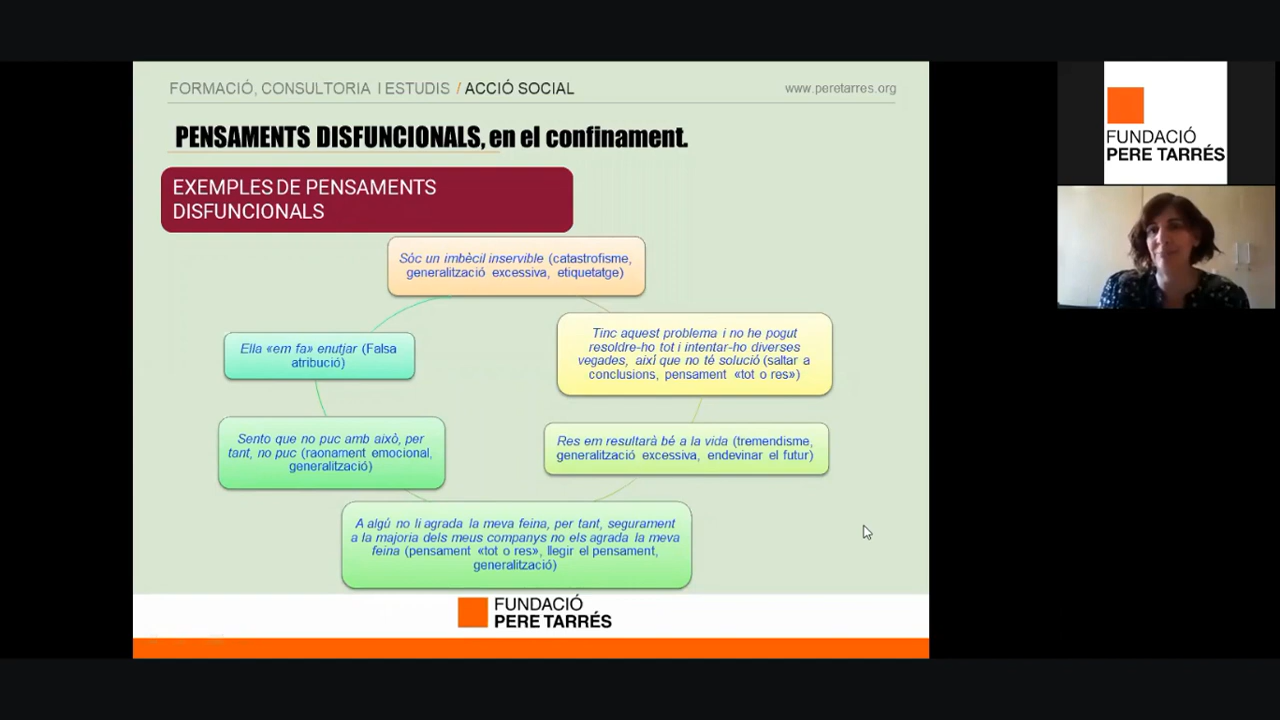 FORMACIÓ, CONSULTORIA I ESTUDIS / ACCIÓ SOCIAL
www.peretarres.org
PENSAMENTS DISFUNCIONALS, en el confinament.
EXEMPLES DE PENSAMENTS
DISFUNCIONALS
Sóc un imbècil inservible (catastrofisme,
generalització excessiva, etiquetatge)
Tinc aquest problema i no he pogut
resoldre-ho tot i intentar-ho diverses
vegades, així que no té solució (saltar a
conclusions, pensament «tot o res»)
Res em resultarà bé a la vida (tremendisme,
generalització excessiva, endevinar el futur)
A algú no li agrada la meva feina, per tant, segurament
a la majoria dels meus companys no els agrada la meva
feina (pensament «tot o res», llegir el pensament,
generalització)
Sento que no puc amb això, per
tant, no puc (raonament emocional,
generalització)
Ella «em fa» enutjar (Falsa
atribució)
FUNDACIÓ
PERE TARRÉS
FUNDACIÓ
PERE TARRÉS